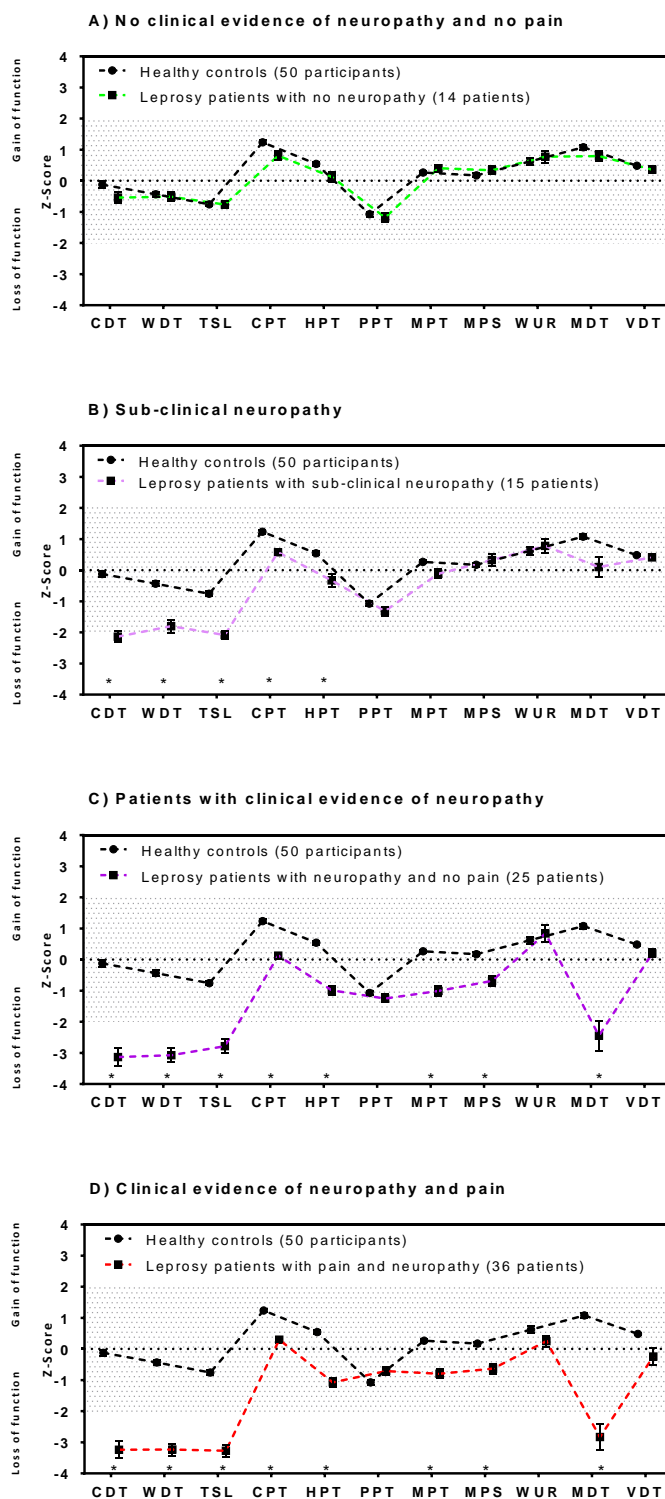 A) No clinical evidence of neuropathy and no pain
Gain of function
Loss of function
Z-Score
4
3
2
1
0
-1
-2
-3
-4
Healthy controls (50 participants)
Leprosy patients with no neuropathy (14 patients)
CDT WDT TSL CPT HPT PPT MPT MPS WUR MDT VDT
B) Sub-clinical neuropathy
Gain of function
Loss of function
Z-Score
4
3
2
1
0
-1
-2
-3
-4
Healthy controls (50 participants)
Leprosy patients with sub-clinical neuropathy (15 patients)
* * * * *
CDT WDT TSL CPT HPT PPT MPT MPS WUR MDT VDT
C) Patients with clinical evidence of neuropathy
Gain of function
Loss of function
Z-Score
4
3
2
1
0
-1
-2
-3
-4
Healthy controls (50 participants)
Leprosy patients with neuropathy and no pain (25 patients)
* * * * * * * *
CDT WDT TSL CPT HPT PPT MPT MPS WUR MDT VDT
D) Clinical evidence of neuropathy and pain
Gain of function
Loss of function
Z-Score
4
3
2
1
0
-1
-2
-3
-4
Healthy controls (50 participants)
Leprosy patients with pain and neuropathy (36 patients)
* * * * * * * *
CDT WDT TSL CPT HPT PPT MPT MPS WUR MDT VDT